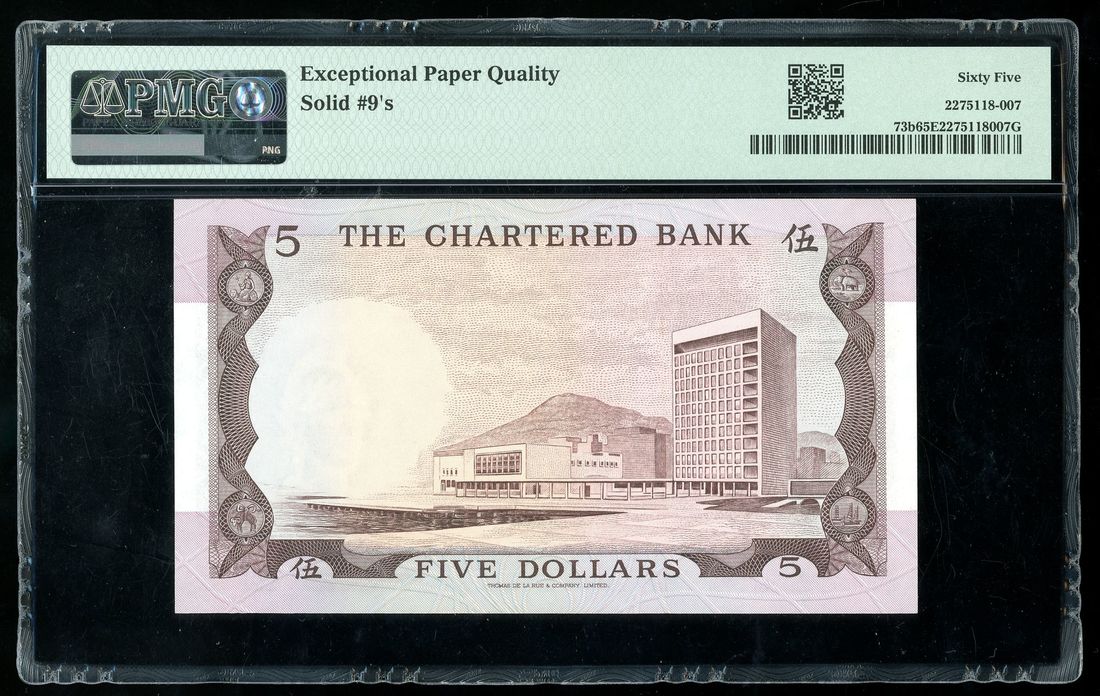 PMG
PNG
Exceptional Paper Quality
Solid #9's
Sixty Five
2275118-007
73b65E2275118007G
5 THE CHARTERED BANK 伍
伍 FIVE DOLLARS 5
THOMAS DE LA RUE & COMPANY, LIMITED.